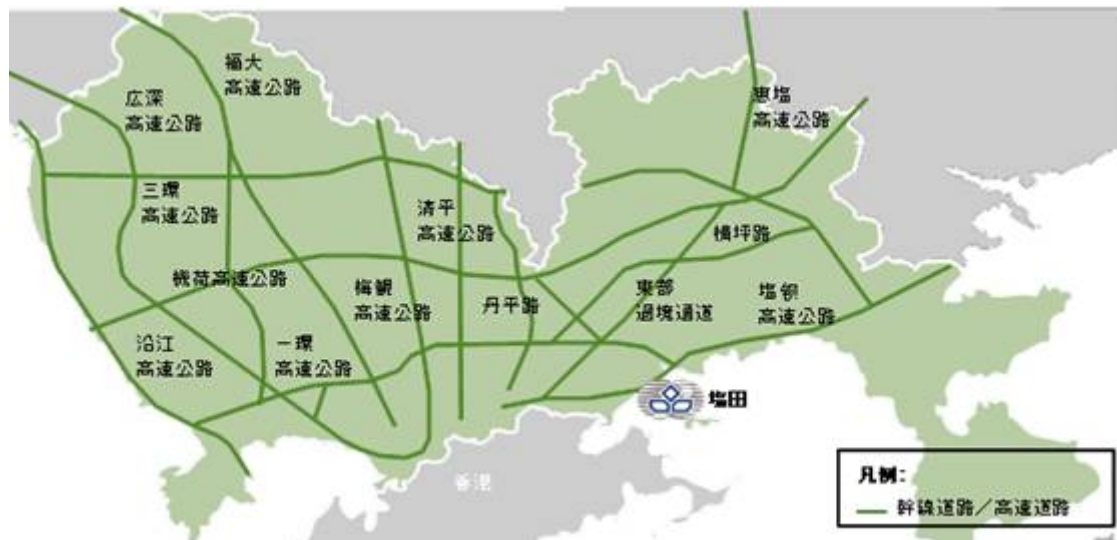 福大
高速公路
広深
高速公路
恵塩
高速公路
三環
高速公路
清平
高速公路
横坪路
機荷高速公路
梅観
高速公路
丹平路
東部
過境通道
塩領
高速公路
沿江
高速公路
一環
高速公路
塩田
香港
凡例:
幹線道路／高速道路